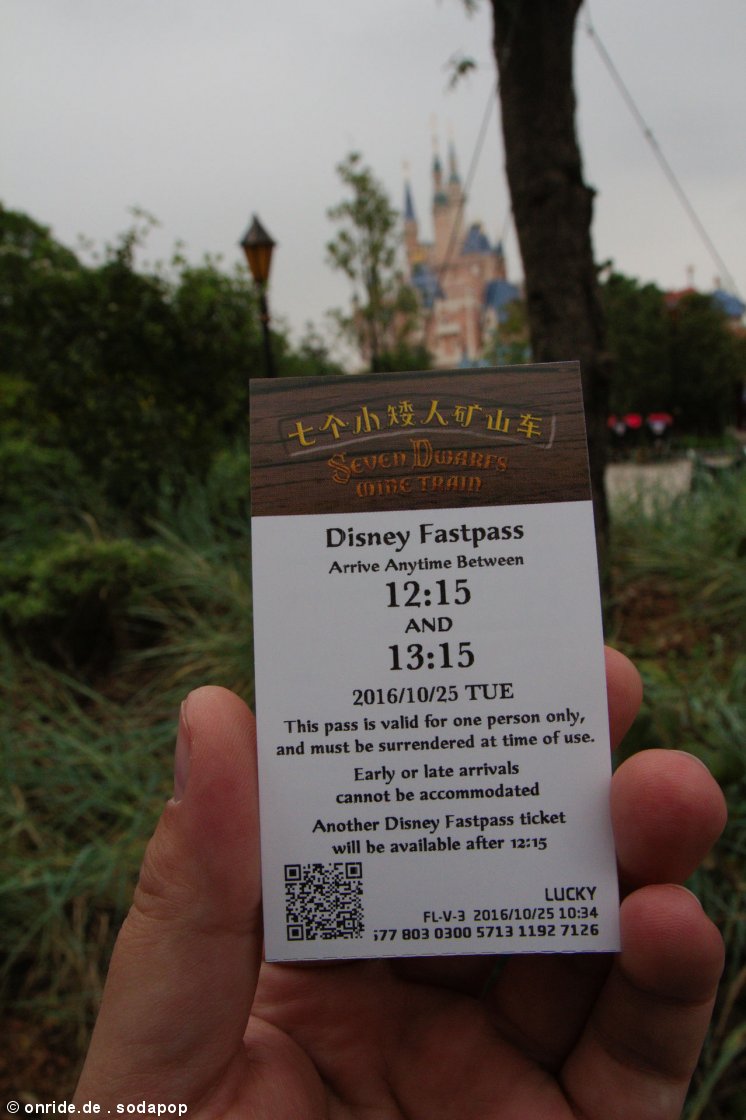 七个小矮人矿山车
Seven Dwarfs
Mine Train
Disney Fastpass
Arrive Anytime Between
12:15
AND
13:15
2016/10/25 TUE
This pass is valid for one person only,
and must be surrendered at time of use.
Early or late arrivals
cannot be accommodated
Another Disney Fastpass ticket
will be available after 12:15
LUCKY
FL-V-3 2016/10/25 10:34
577 803 0300 5713 1192 7126
© onride.de . sodapop